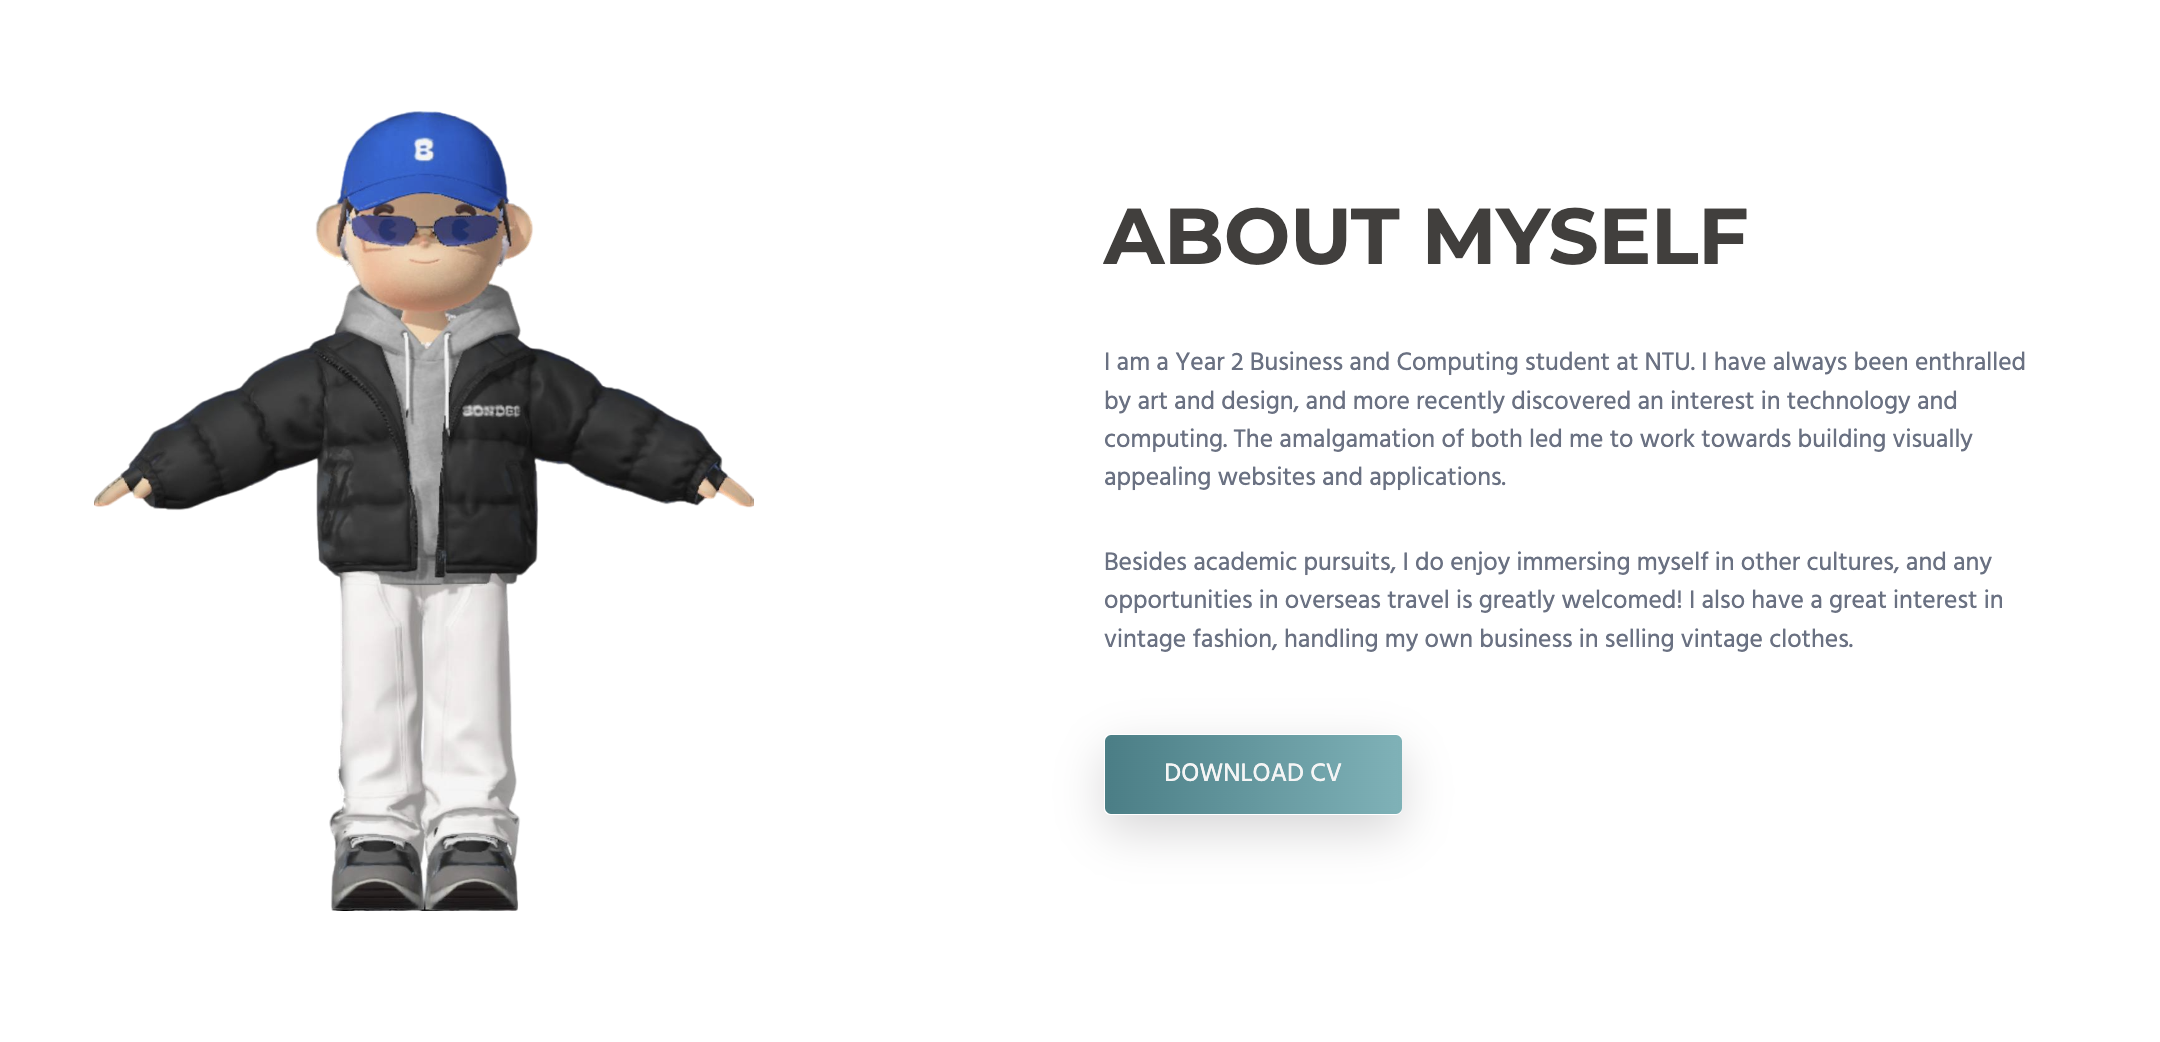 B
ABOUT MYSELF
I am a Year 2 Business and Computing student at NTU. I have always been enthralled
by art and design, and more recently discovered an interest in technology and
computing. The amalgamation of both led me to work towards building visually
appealing websites and applications.
Besides academic pursuits, I do enjoy immersing myself in other cultures, and any
opportunities in overseas travel is greatly welcomed! I also have a great interest in
vintage fashion, handling my own business in selling vintage clothes.
DOWNLOAD CV